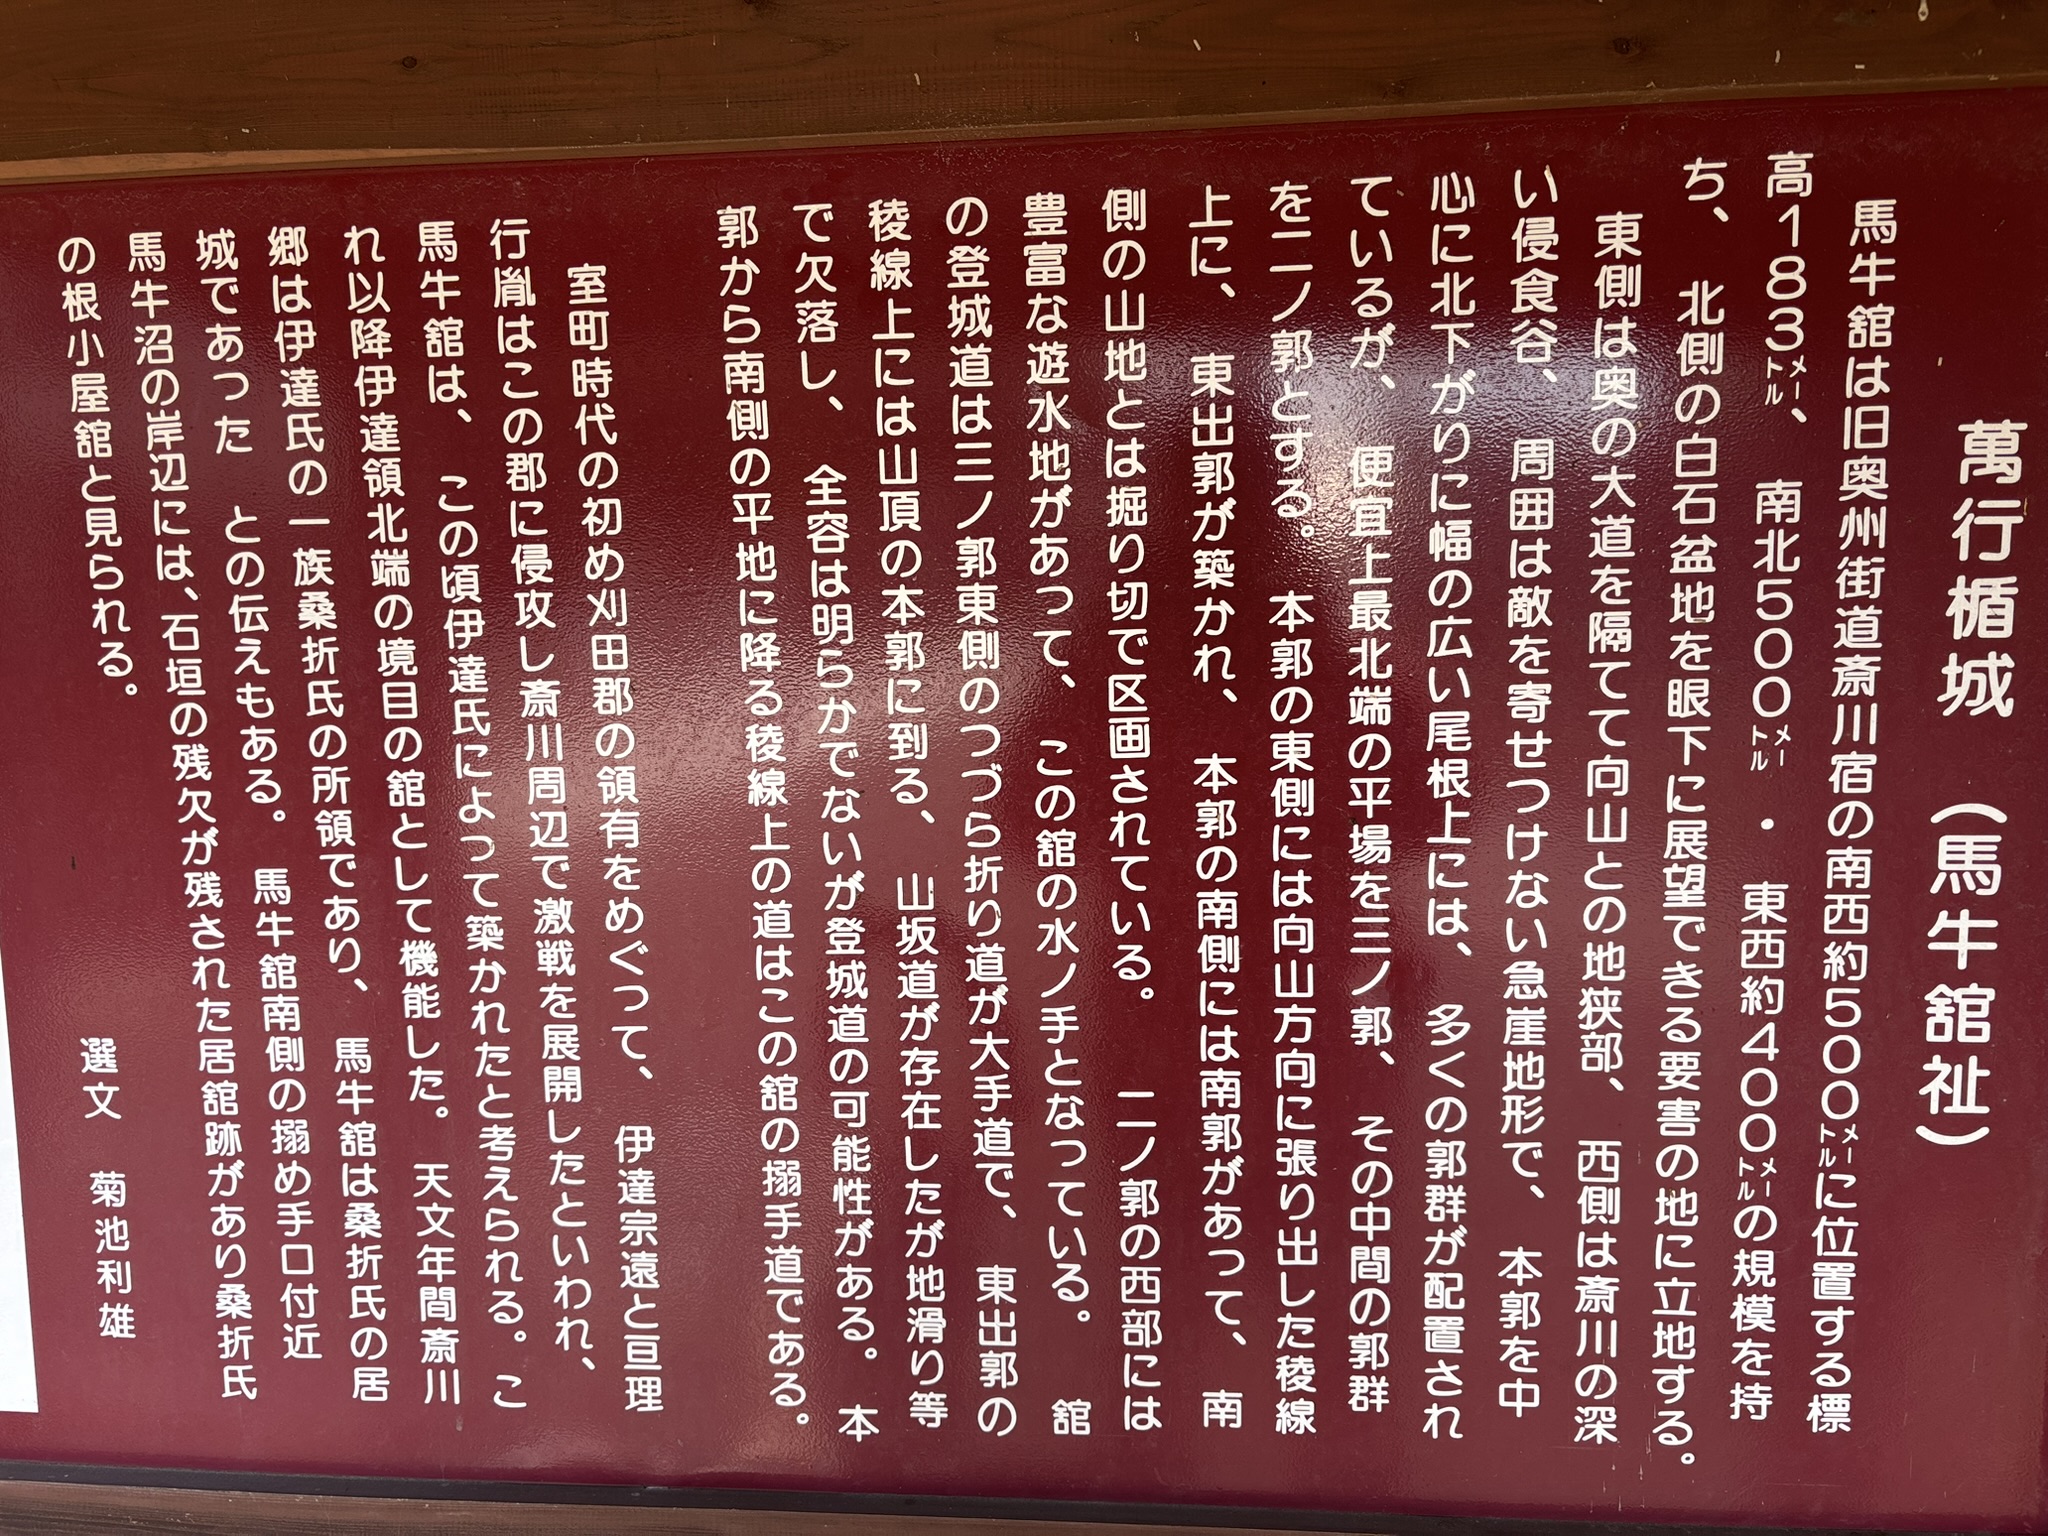 萬行楯城 (馬牛舘祉)
馬牛舘は旧奥州街道斎川宿の南西約500メートルに位置する標
高183メートル、南北500メートル・東西約400メートルの規模を持
ち、北側の白石盆地を眼下に展望できる要害の地に立地する。
東側は奥の大道を隔てて向山との地狭部、西側は斎川の深
い侵食谷、周囲は敵を寄せつけない急崖地形で、本郭を中
心に北下がりに幅の広い尾根上には、多くの郭群が配置され
ているが、便宜上最北端の平場を三ノ郭、その中間の郭群
を二ノ郭とする。本郭の東側には向山方向に張り出した稜線
上に、東出郭が築かれ、本郭の南側には南郭があって、南
側の山地とは掘り切で区画されている。二ノ郭の西部には
豊富な遊水地があって、この舘の水ノ手となっている。舘
の登城道は三ノ郭東側のつづら折り道が大手道で、東出郭の
稜線上には山頂の本郭に到る、山坂道が存在したが地滑り等
で欠落し、全容は明らかでないが登城道の可能性がある。本
郭から南側の平地に降る稜線上の道はこの舘の搦手道である。
室町時代の初め刈田郡の領有をめぐって、伊達宗遠と亘理
行胤はこの郡に侵攻し斎川周辺で激戦を展開したといわれ、
馬牛舘は、この頃伊達氏によって築かれたと考えられる。こ
れ以降伊達領北端の境目の舘として機能した。天文年間斎川
郷は伊達氏の一族桑折氏の所領であり、馬牛舘は桑折氏の居
城であった との伝えもある。馬牛舘南側の搦め手口付近
馬牛沼の岸辺には、石垣の残欠が残された居舘跡があり桑折氏
の根小屋舘と見られる。
選文 菊池利雄